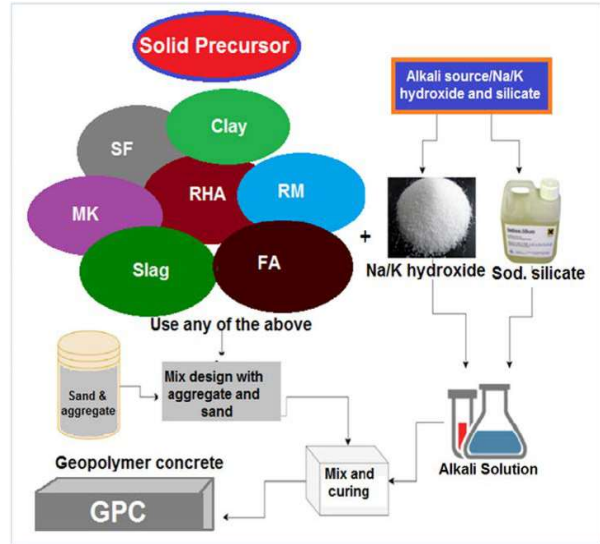 Solid Precursor
Alkali source/Na/K
hydroxide and silicate
Clay
SF
RHA
RM
MK
Slag
FA
+
Na/K hydroxide
Sod. silicate
Use any of the above
Sand &
aggregate
Mix design with
aggregate and
sand
Mix and
curing
Alkali Solution
Geopolymer concrete
GPC